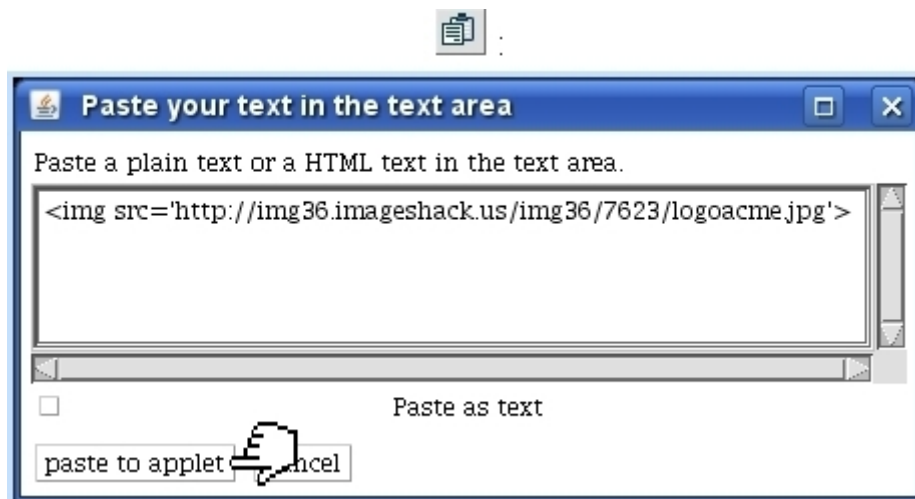 :
Paste your text in the text area
Paste a plain text or a HTML text in the text area.
<img src='http://img36.imageshack.us/img36/7623/logoacme.jpg'>
Paste as text
paste to applet